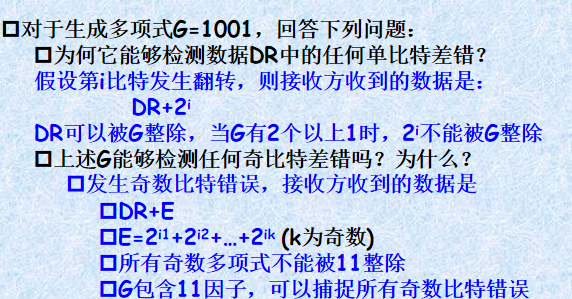 □对于生成多项式G=1001，回答下列问题：
□为何它能够检测数据DR中的任何单比特差错？
假设第i比特发生翻转，则接收方收到的数据是：
DR+2ⁱ
DR可以被G整除，当G有2个以上1时，2ⁱ不能被G整除
□上述G能够检测任何奇比特差错吗？为什么？
□发生奇数比特错误，接收方收到的数据是
□DR+E
□E=2ⁱ¹+2ⁱ²+…+2ⁱᵏ (k为奇数)
□所有奇数多项式不能被11整除
□G包含11因子，可以捕捉所有奇数比特错误